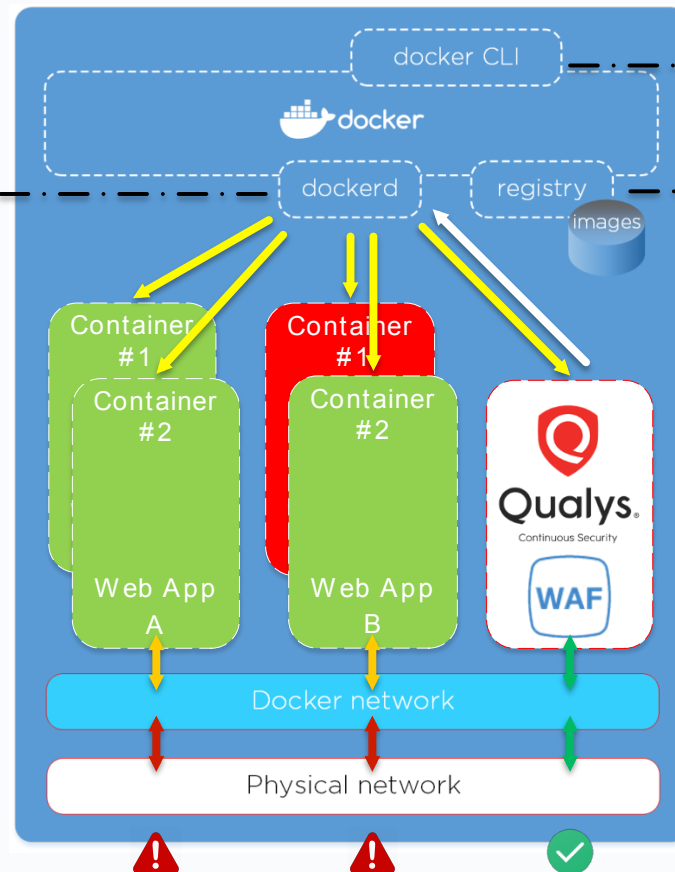 docker CLI
docker
dockerd
registry
images
Container
#1
Container
#2
Web App
A
Container
#1
Container
#2
Web App
B
Qualys.
Continuous Security
WAF
Docker network
Physical network